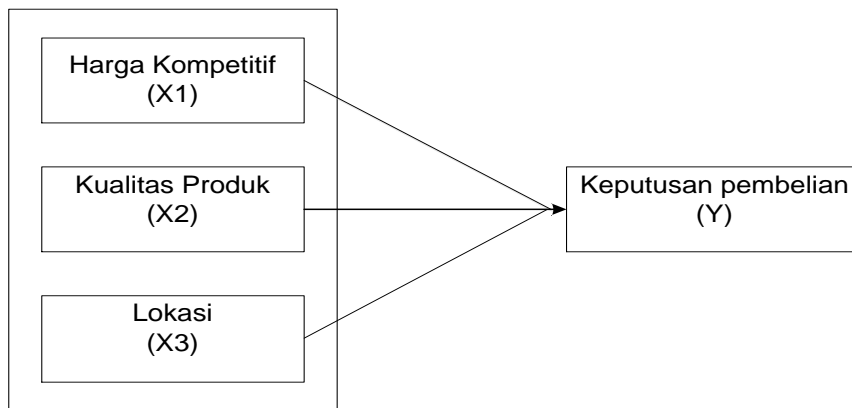 Harga Kompetitif
(X1)
Kualitas Produk
(X2)
Keputusan pembelian
(Y)
Lokasi
(X3)